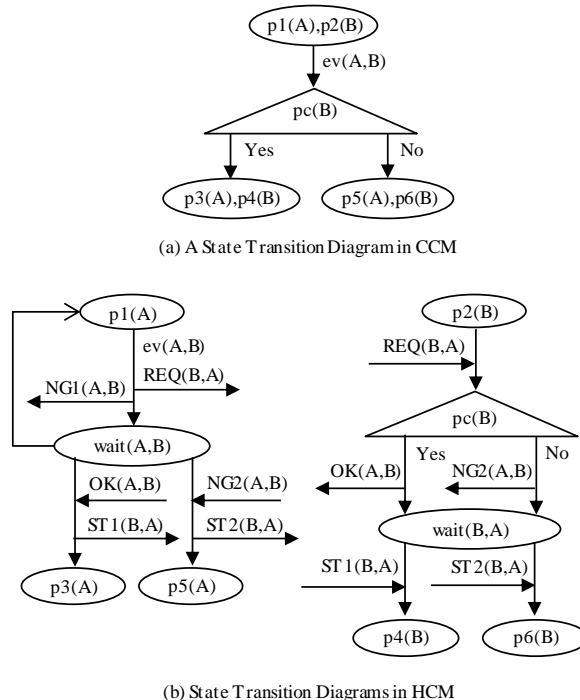 p1(A),p2(B)
ev(A,B)
pc(B)
Yes
No
p3(A),p4(B)
p5(A),p6(B)
(a) A State Transition Diagram in CCM
p1(A)
ev(A,B)
NG1(A,B)
REQ(B,A)
wait(A,B)
OK(A,B)
NG2(A,B)
ST1(B,A)
ST2(B,A)
p3(A)
p5(A)
p2(B)
REQ(B,A)
pc(B)
Yes
No
OK(A,B)
NG2(A,B)
wait(B,A)
ST1(B,A)
ST2(B,A)
p4(B)
p6(B)
(b) State Transition Diagrams in HCM